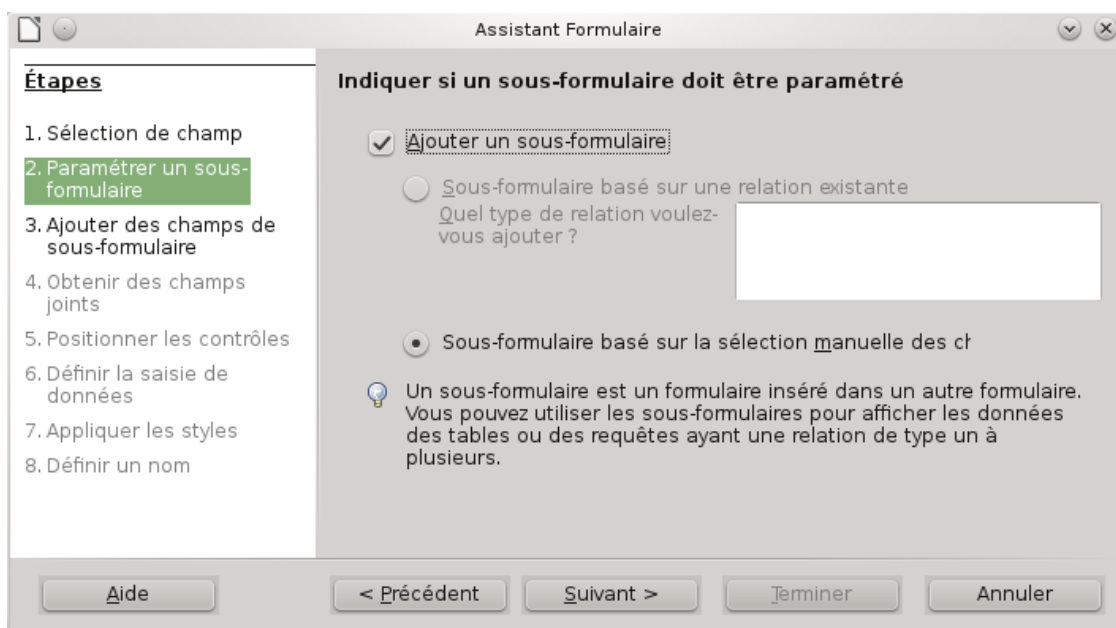 Assistant Formulaire
Étapes
1. Sélection de champ
2. Paramétrer un sous-
formulaire
3. Ajouter des champs de
sous-formulaire
4. Obtenir des champs
joints
5. Positionner les contrôles
6. Définir la saisie de
données
7. Appliquer les styles
8. Définir un nom
Indiquer si un sous-formulaire doit être paramétré
Ajouter un sous-formulaire
Sous-formulaire basé sur une relation existante
Quel type de relation voulez-
vous ajouter ?
Sous-formulaire basé sur la sélection manuelle des ch
Un sous-formulaire est un formulaire inséré dans un autre formulaire.
Vous pouvez utiliser les sous-formulaires pour afficher les données
des tables ou des requêtes ayant une relation de type un à
plusieurs.
Aide
< Précédent
Suivant >
Terminer
Annuler